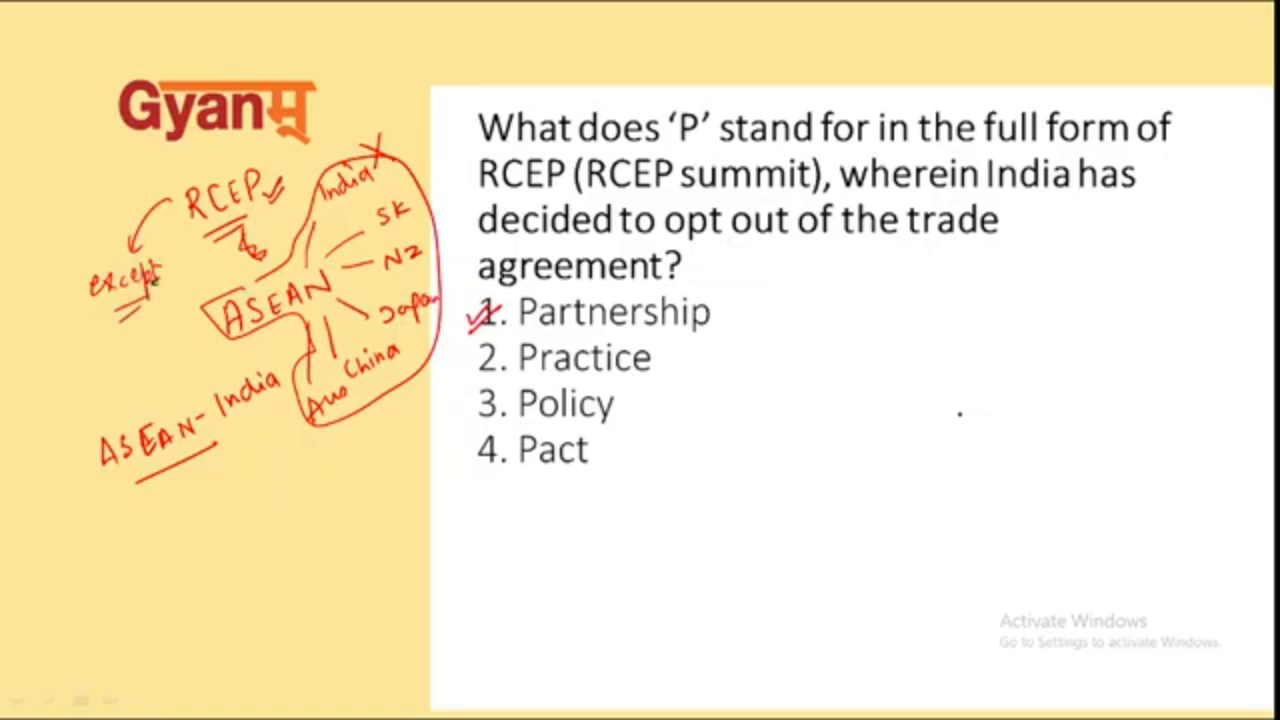 Gyanम्
What does ‘P’ stand for in the full form of
RCEP (RCEP summit), wherein India has
decided to opt out of the trade
agreement?
1. Partnership
2. Practice
3. Policy
4. Pact
RCEP
except
India
SK
NZ
ASEAN
Japan
China
Aus
ASEAN-India
Activate Windows
Go to Settings to activate Windows.